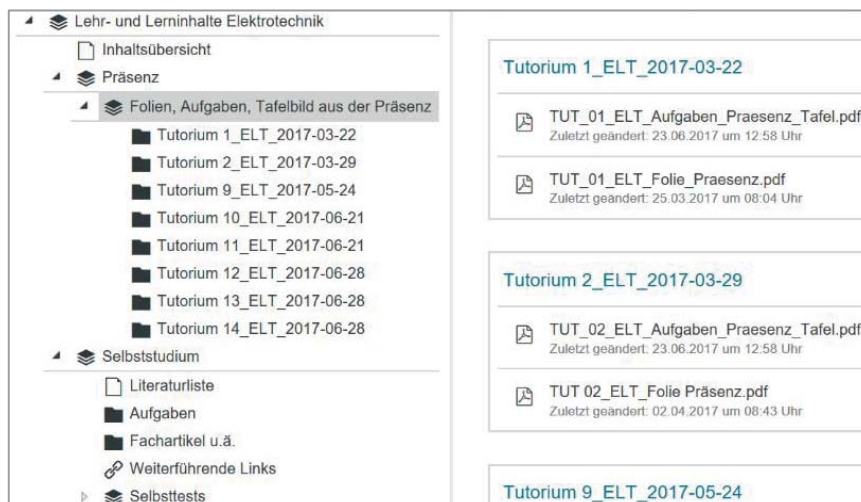 Lehr- und Lerninhalte Elektrotechnik
Inhaltsübersicht
Präsenz
Folien, Aufgaben, Tafelbild aus der Präsenz
Tutorium 1_ELT_2017-03-22
Tutorium 2_ELT_2017-03-29
Tutorium 9_ELT_2017-05-24
Tutorium 10_ELT_2017-06-21
Tutorium 11_ELT_2017-06-21
Tutorium 12_ELT_2017-06-28
Tutorium 13_ELT_2017-06-28
Tutorium 14_ELT_2017-06-28
Selbststudium
Literaturliste
Aufgaben
Fachartikel u.ä.
Weiterführende Links
Selbsttests
Tutorium 1_ELT_2017-03-22
TUT_01_ELT_Aufgaben_Praesenz_Tafel.pdf
Zuletzt geändert: 23.06.2017 um 12:58 Uhr
TUT_01_ELT_Folie_Praesenz.pdf
Zuletzt geändert: 25.03.2017 um 08:04 Uhr
Tutorium 2_ELT_2017-03-29
TUT_02_ELT_Aufgaben_Praesenz_Tafel.pdf
Zuletzt geändert: 23.06.2017 um 12:58 Uhr
TUT 02_ELT_Folie Präsenz.pdf
Zuletzt geändert: 02.04.2017 um 08:43 Uhr
Tutorium 9_ELT_2017-05-24